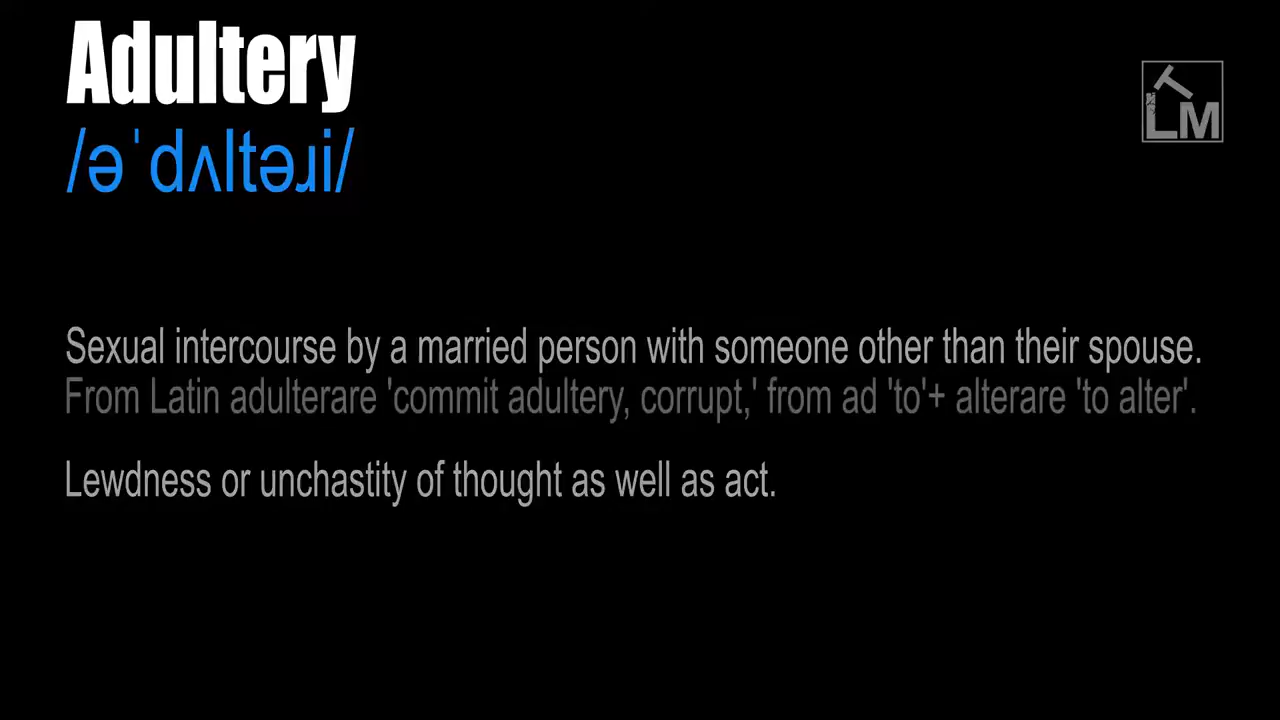 Adultery
/əˈdʌltəɹi/
LM
Sexual intercourse by a married person with someone other than their spouse.
From Latin adulterare 'commit adultery, corrupt,' from ad 'to'+ alterare 'to alter'.
Lewdness or unchastity of thought as well as act.